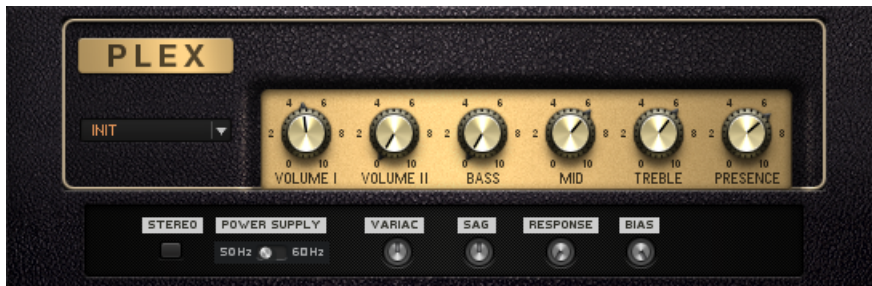 PLEX
INIT
4 6 4 6 4 6 4 6 4 6 4 6
2 8 2 8 2 8 2 8 2 8 2 8
0 10 0 10 0 10 0 10 0 10 0 10
VOLUME I VOLUME II BASS MID TREBLE PRESENCE
STEREO POWER SUPPLY VARIAC SAG RESPONSE BIAS
50Hz 60Hz